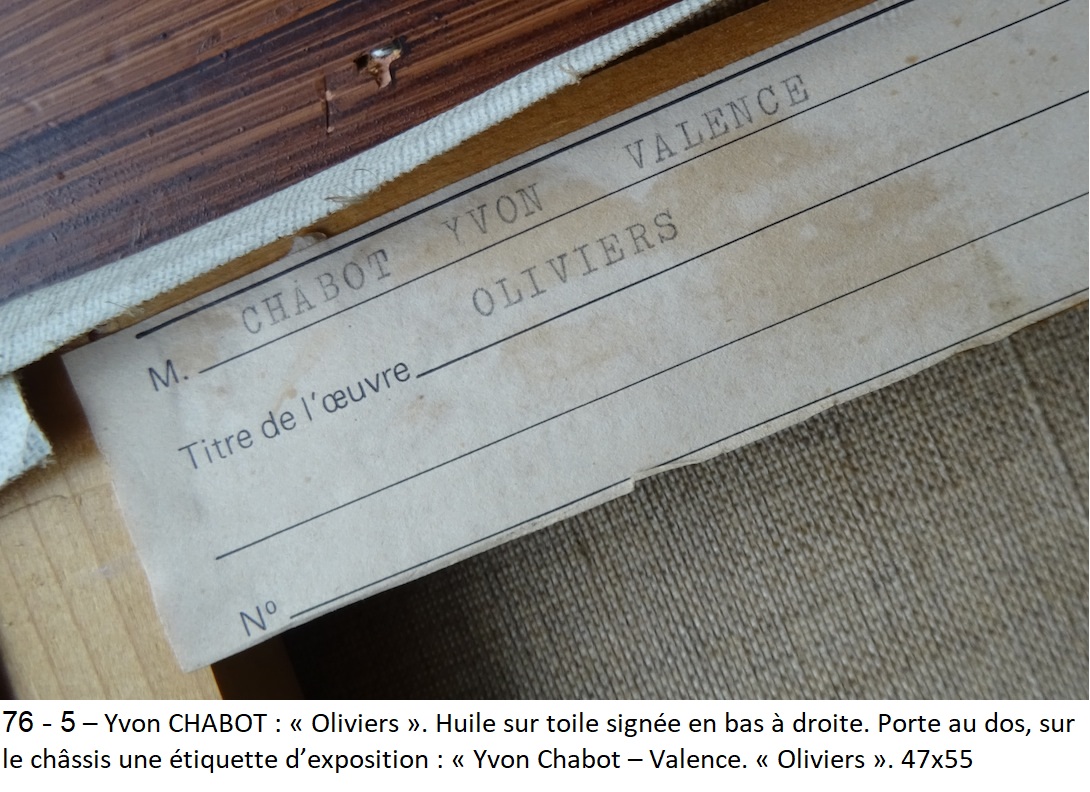 M. CHABOT YVON VALENCE
Titre de l'œuvre OLIVIERS
Nº
76 - 5 – Yvon CHABOT : « Oliviers ». Huile sur toile signée en bas à droite. Porte au dos, sur
le châssis une étiquette d’exposition : « Yvon Chabot – Valence. « Oliviers ». 47x55